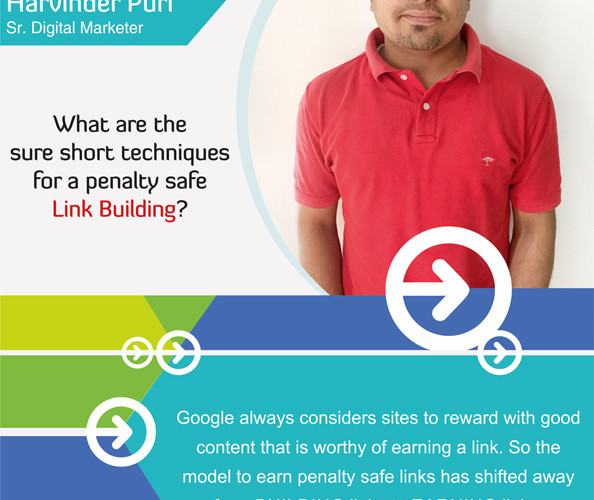 Harvinder Puri
Sr. Digital Marketer
What are the
sure short techniques
for a penalty safe
Link Building?
Google always considers sites to reward with good
content that is worthy of earning a link. So the
model to earn penalty safe links has shifted away